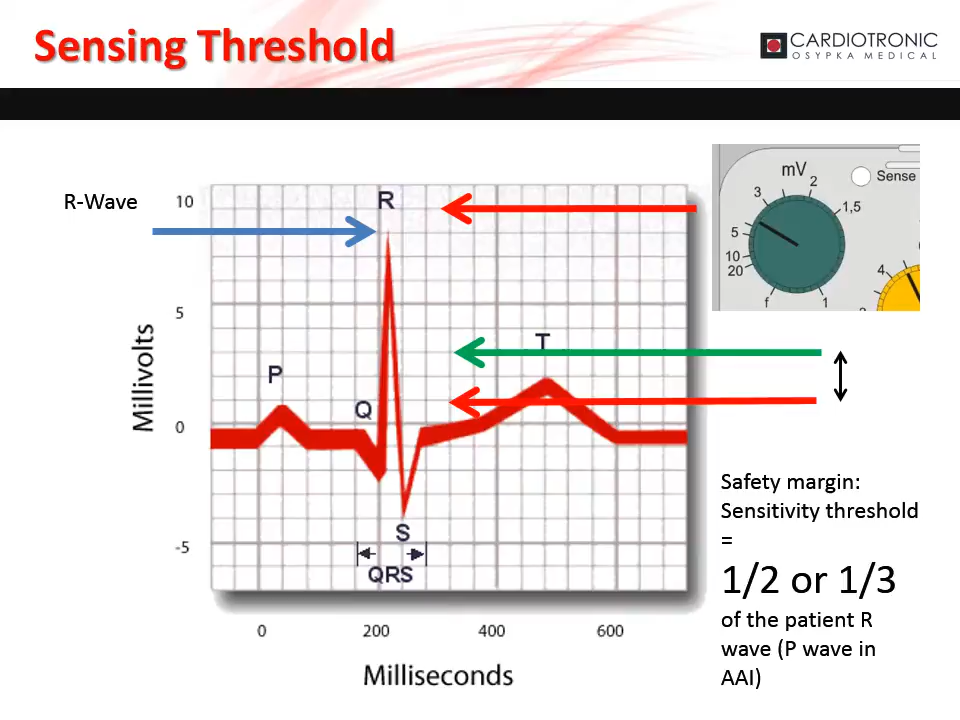 Sensing Threshold
CARDIOTRONIC
OSYPKA MEDICAL
R-Wave
10
R
mV
Sense
3
2
1,5
5
10
20
f
1
4
5
T
Millivolts
P
Q
0
S
-5
QRS
0
200
400
600
Milliseconds
Safety margin:
Sensitivity threshold
=
1/2 or 1/3
of the patient R
wave (P wave in
AAI)